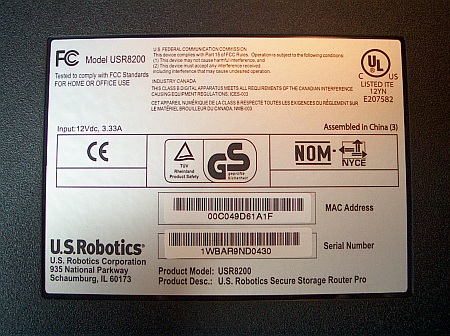 FC Model USR8200
Tested to comply with FCC Standards
FOR HOME OR OFFICE USE
U.S. FEDERAL COMMUNICATION COMMISSION
This device complies with Part 15 of FCC Rules. Operation is subject to the following conditions:
(1) This device may not cause harmful interference, and
(2) This device must accept any interference received
including interference that may cause undesired operation.
INDUSTRY CANADA
THIS CLASS B DIGITAL APPARATUS MEETS ALL REQUIREMENTS OF THE CANADIAN INTERFERENCE
CAUSING EQUIPMENT REGULATIONS, ICES-003
CET APPAREIL NUMÉRIQUE DE LA CLASS B RESPECTE TOUTES LES EXIGENCES DU RÈGLEMENT SUR
LE MATÉRIEL BROUILLEUR DU CANADA, NMB-003
UL
C US
LISTED ITE
12YN
E207582
Input:12Vdc, 3.33A
Assembled in China (3)
CE
TÜV
Rheinland
Product Safety
GS
geprüfte
Sicherheit
NOM
NYCE
00C049D61A1F
MAC Address
1WBAR9ND0430
Serial Number
U.S.Robotics®
U.S. Robotics Corporation
935 National Parkway
Schaumburg, IL 60173
Product Model: USR8200
Product Desc.: U.S. Robotics Secure Storage Router Pro